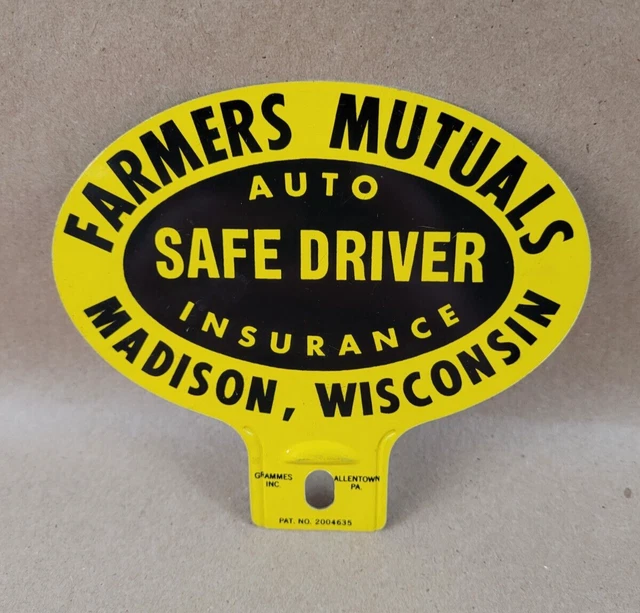 FARMERS MUTUALS
AUTO
SAFE DRIVER
INSURANCE
MADISON, WISCONSIN
GRAMMES
INC.
ALLENTOWN
PA.
PAT. NO. 2004635